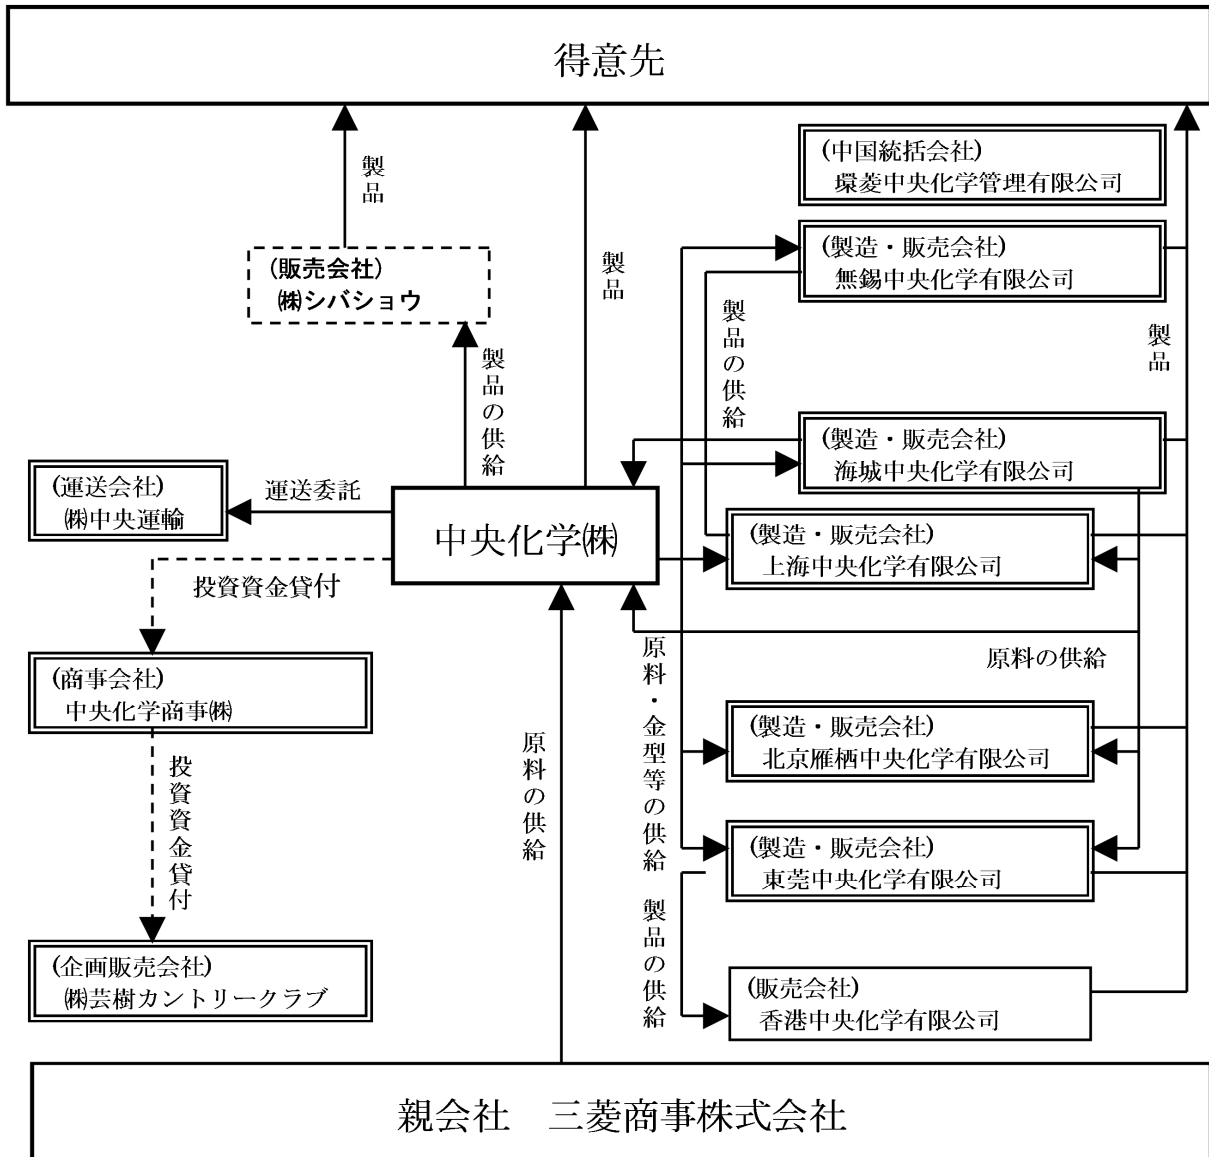 得意先
製品
(中国統括会社)
環菱中央化学管理有限公司
(販売会社)
㈱シバショウ
製品
(製造・販売会社)
無錫中央化学有限公司
製品の供給
製品
製品の供給
(製造・販売会社)
海城中央化学有限公司
(運送会社)
㈱中央運輸
運送委託
中央化学㈱
(製造・販売会社)
上海中央化学有限公司
投資資金貸付
原料の供給
(商事会社)
中央化学商事㈱
原料・金型等の供給
(製造・販売会社)
北京雁栖中央化学有限公司
投資資金貸付
原料の供給
(製造・販売会社)
東莞中央化学有限公司
製品の供給
(企画販売会社)
㈱芸樹カントリークラブ
(販売会社)
香港中央化学有限公司
親会社　三菱商事株式会社